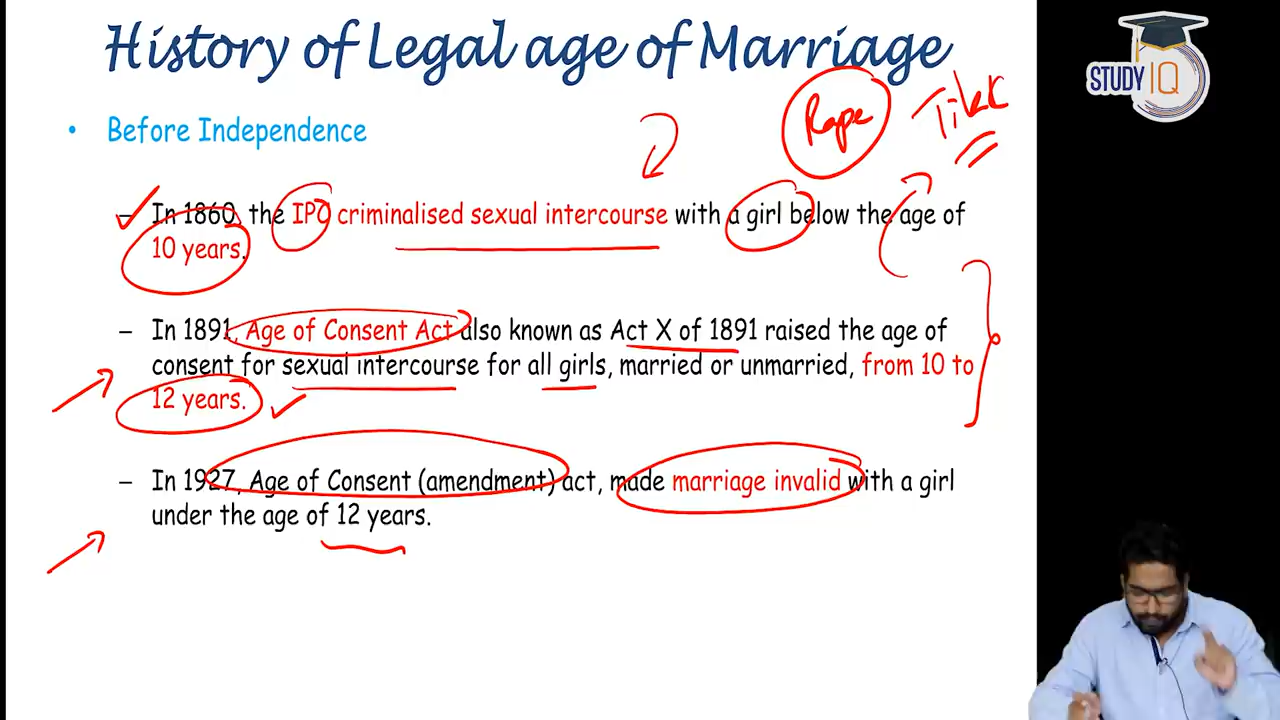 History of Legal age of Marriage
STUDY IQ
Rape
Tilak
• Before Independence
– In 1860, the IPC criminalised sexual intercourse with a girl below the age of
10 years.
– In 1891, Age of Consent Act also known as Act X of 1891 raised the age of
consent for sexual intercourse for all girls, married or unmarried, from 10 to
12 years.
– In 1927, Age of Consent (amendment) act, made marriage invalid with a girl
under the age of 12 years.